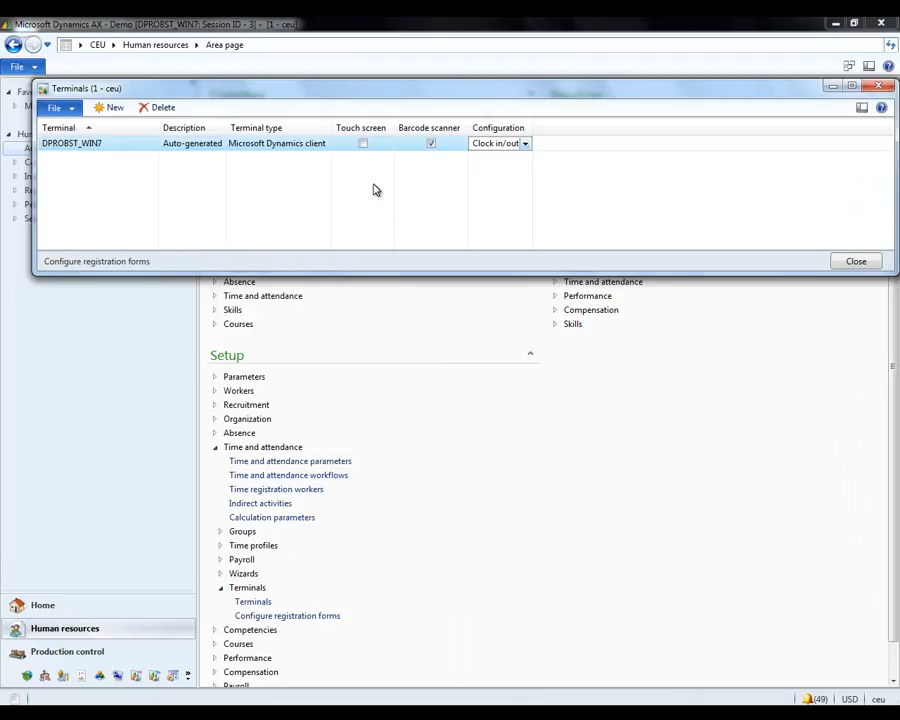 Microsoft Dynamics AX - Demo [DPROBST_WIN7: Session ID - 3] - [1 - ceu]
CEU Human resources Area page
File
Terminals (1 - ceu)
File New Delete
Terminal Description Terminal type Touch screen Barcode scanner Configuration
DPROBST_WIN7 Auto-generated Microsoft Dynamics client Clock in/out
Configure registration forms Close
Absence
Time and attendance
Skills
Courses
Time and attendance
Performance
Compensation
Skills
Setup
Parameters
Workers
Recruitment
Organization
Absence
Time and attendance
Time and attendance parameters
Time and attendance workflows
Time registration workers
Indirect activities
Calculation parameters
Groups
Time profiles
Payroll
Wizards
Terminals
Terminals
Configure registration forms
Competencies
Courses
Performance
Compensation
Payroll
Home
Human resources
Production control
(49) USD ceu